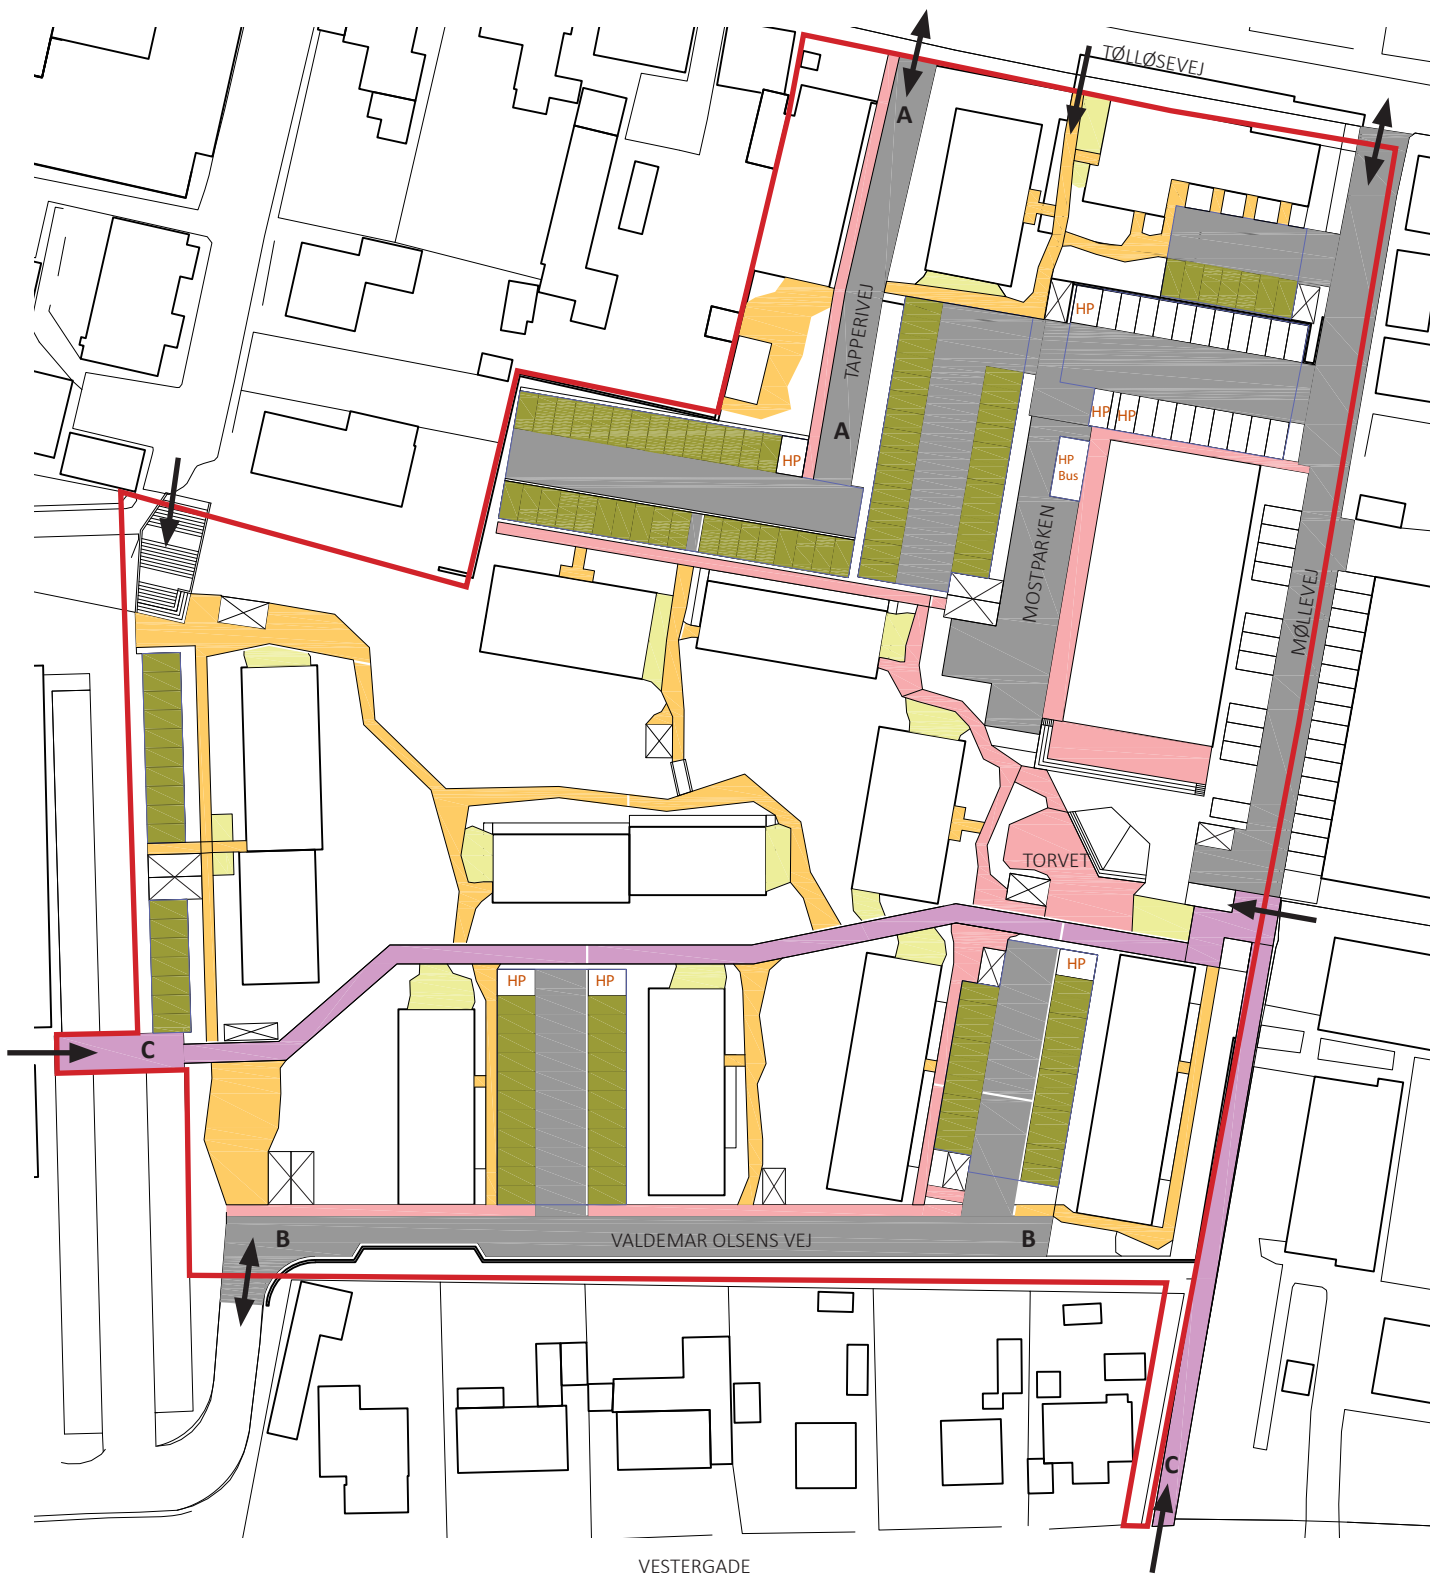 TØLLØSEVEJ
A
HP
TAPPERIVEJ
HP HP
A
HP
HP
Bus
MOSTPARKEN
MØLLEVEJ
TORVET
HP
HP
HP
C
B
VALDEMAR OLSENS VEJ
B
C
VESTERGADE